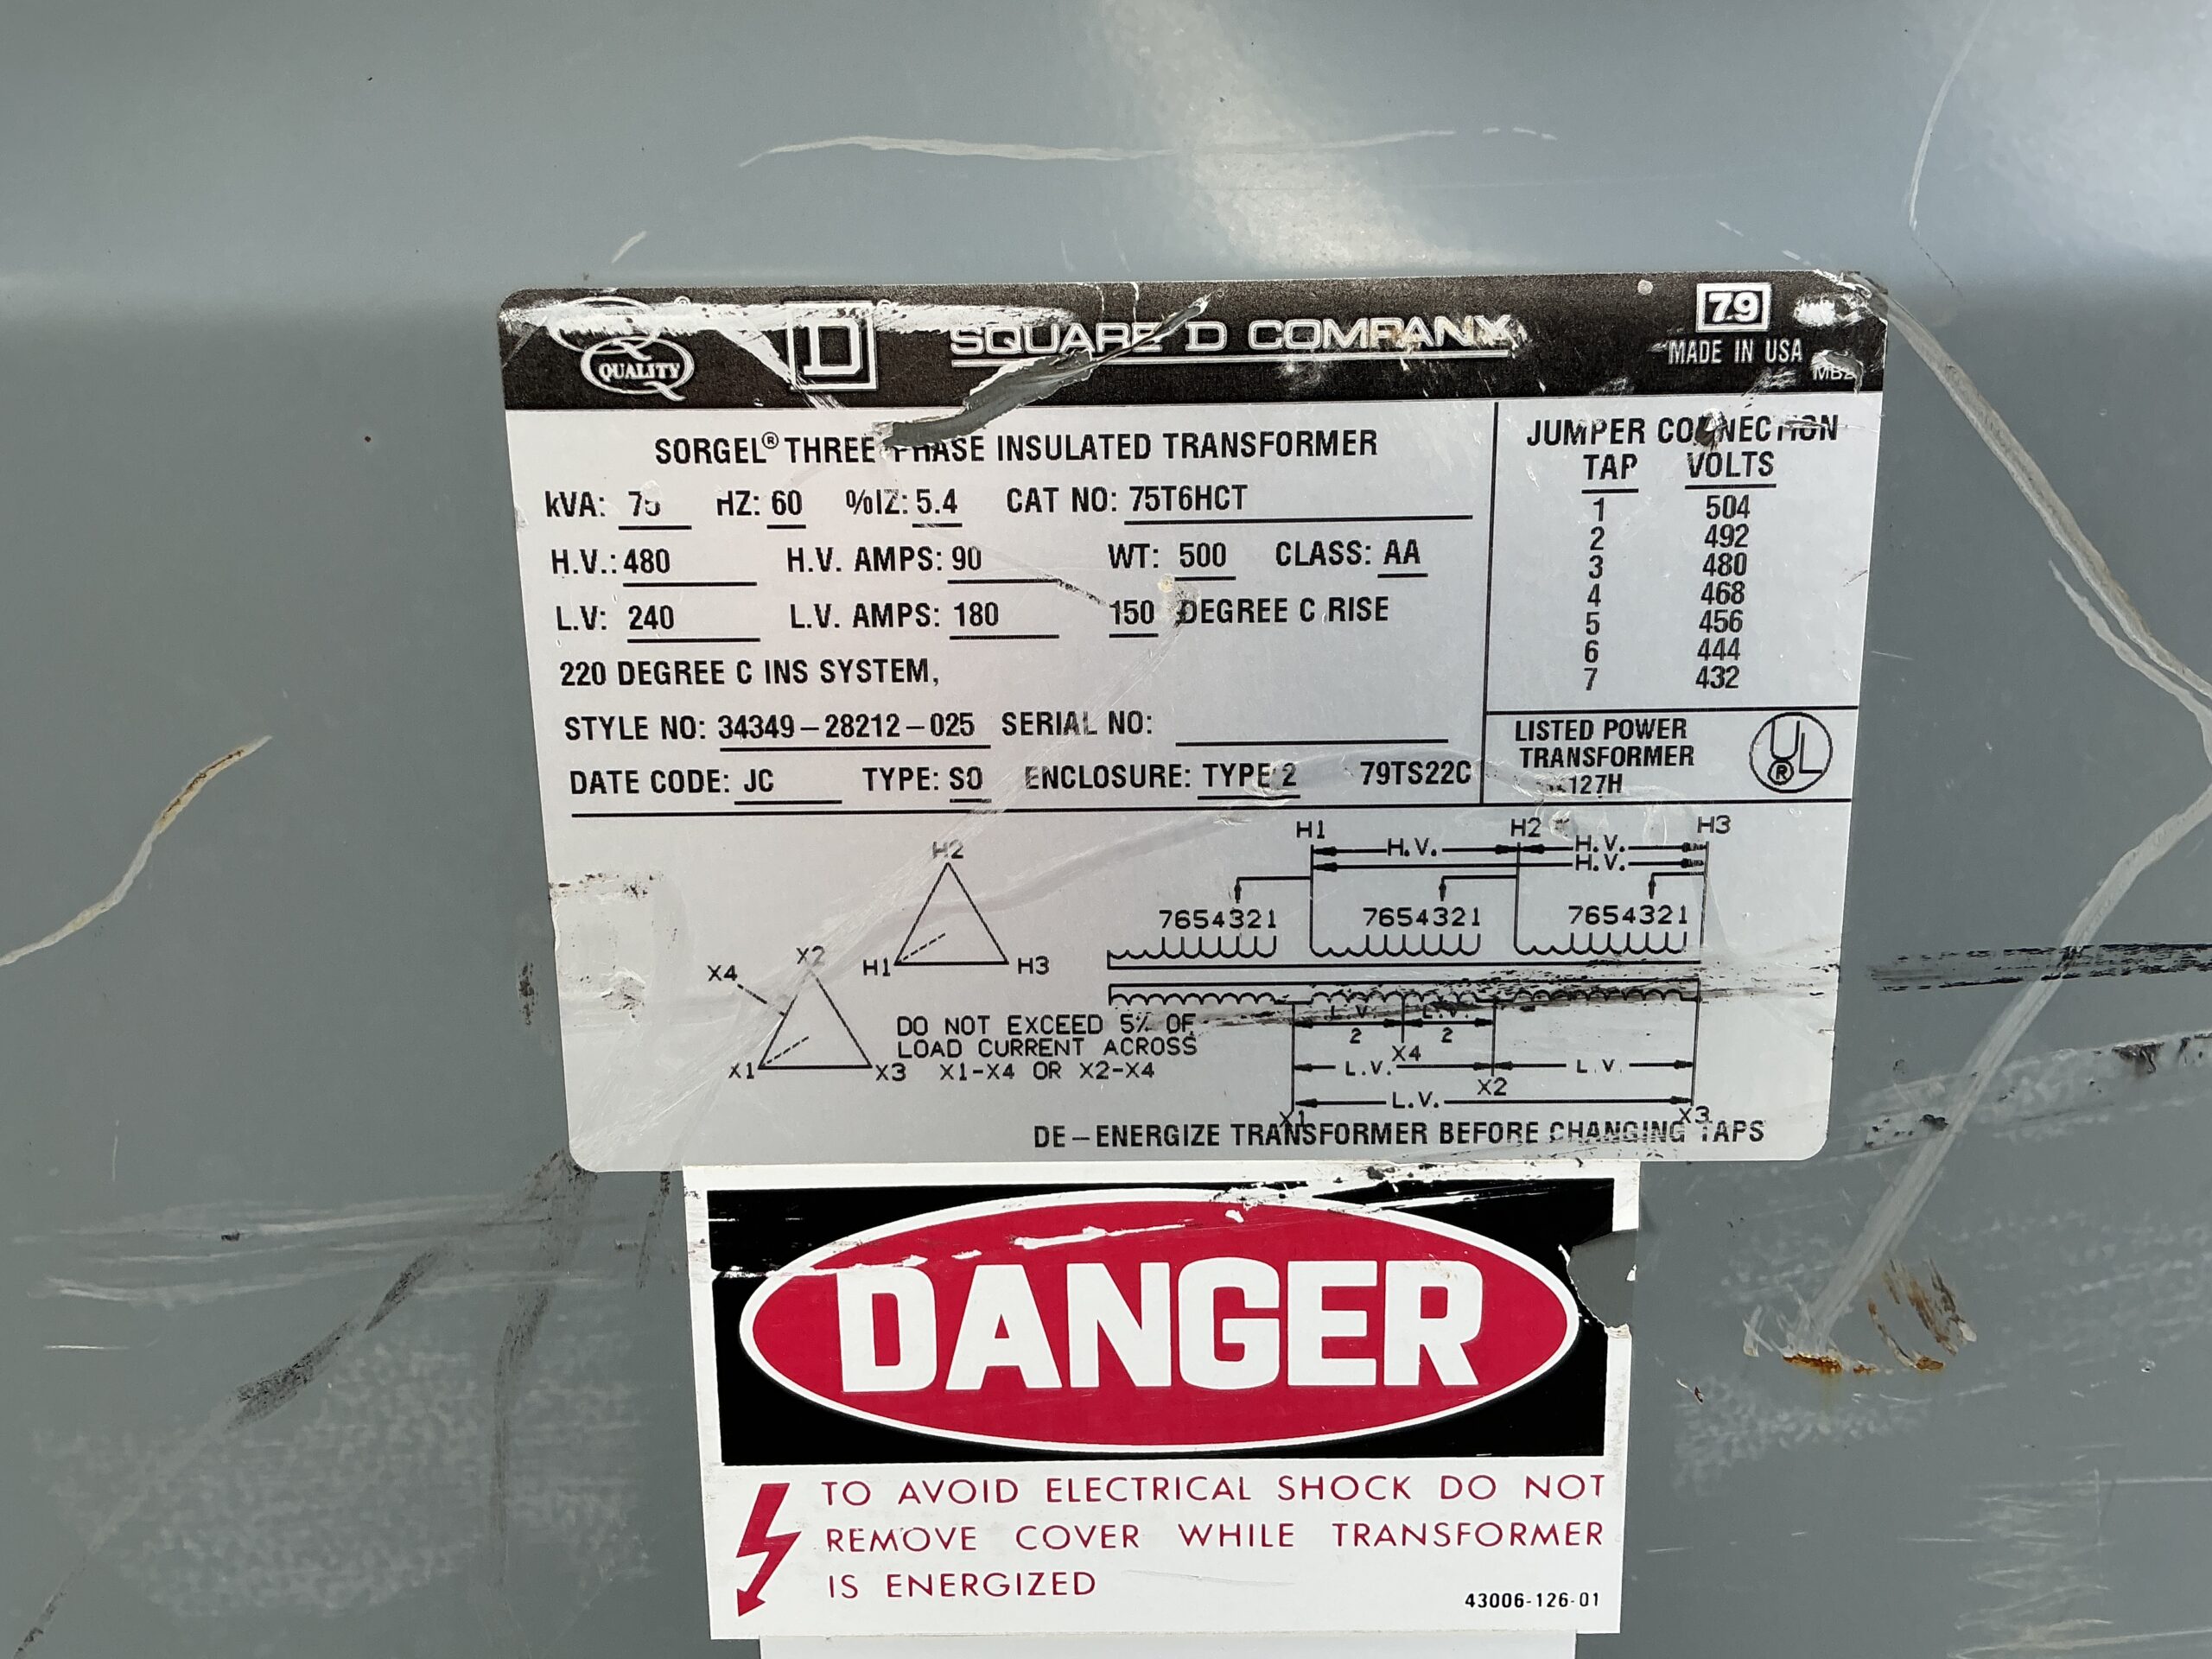 QUALITY
D
SQUARE D COMPANY
79
MADE IN USA
SORGEL® THREE PHASE INSULATED TRANSFORMER
kVA: 75 HZ: 60 %IZ: 5.4 CAT NO: 75T6HCT
H.V.: 480 H.V. AMPS: 90 WT: 500 CLASS: AA
L.V: 240 L.V. AMPS: 180 150 DEGREE C RISE
220 DEGREE C INS SYSTEM,
STYLE NO: 34349-28212-025 SERIAL NO:
DATE CODE: JC TYPE: SO ENCLOSURE: TYPE 2 79TS22C
JUMPER CONNECTION
TAP VOLTS
1 504
2 492
3 480
4 468
5 456
6 444
7 432
LISTED POWER
TRANSFORMER
127H
UL
®
H2
H1 H3
X4 X2
X1 X3
DO NOT EXCEED 5% OF
LOAD CURRENT ACROSS
X1-X4 OR X2-X4
H1 H2 H3
H.V. H.V.
H.V.
7654321 7654321 7654321
L.V. L.V.
2 2
X4
L.V. L.V.
X2
L.V.
X1 X3
DE-ENERGIZE TRANSFORMER BEFORE CHANGING TAPS
DANGER
TO AVOID ELECTRICAL SHOCK DO NOT
REMOVE COVER WHILE TRANSFORMER
IS ENERGIZED
43006-126-01